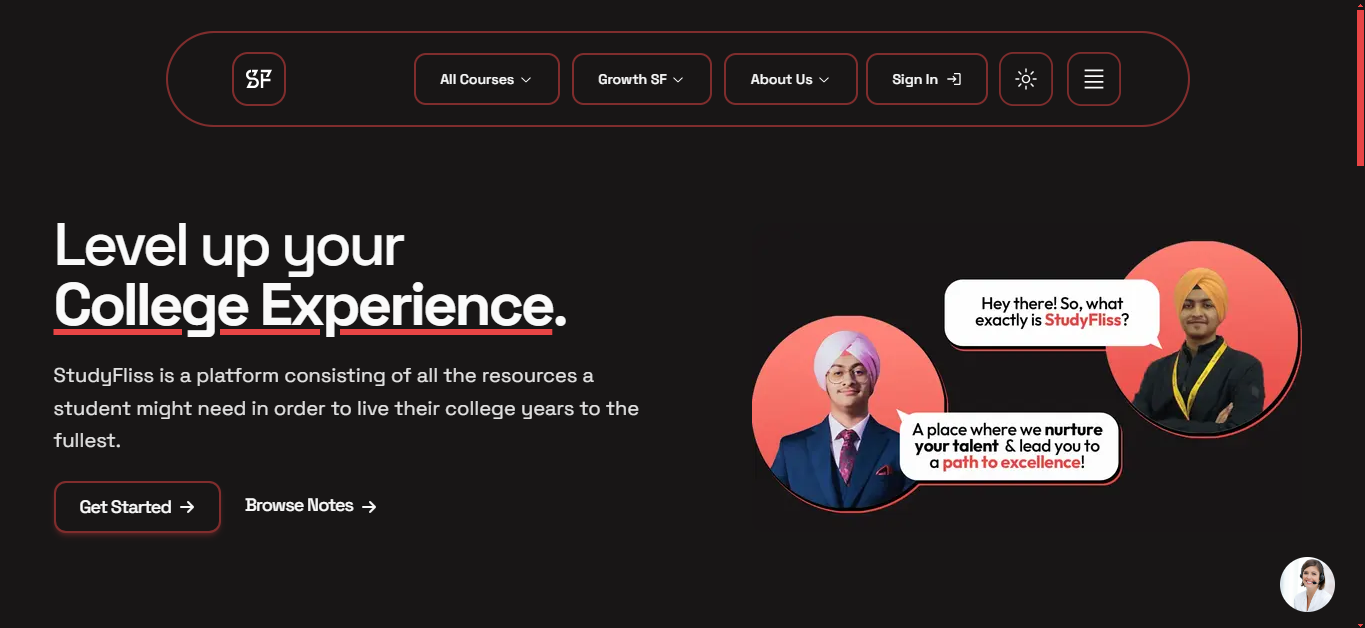 SF
All Courses
Growth SF
About Us
Sign In
Level up your
College Experience.
StudyFliss is a platform consisting of all the resources a
student might need in order to live their college years to the
fullest.
Get Started
Browse Notes
Hey there! So, what
exactly is StudyFliss?
A place where we nurture
your talent & lead you to
a path to excellence!